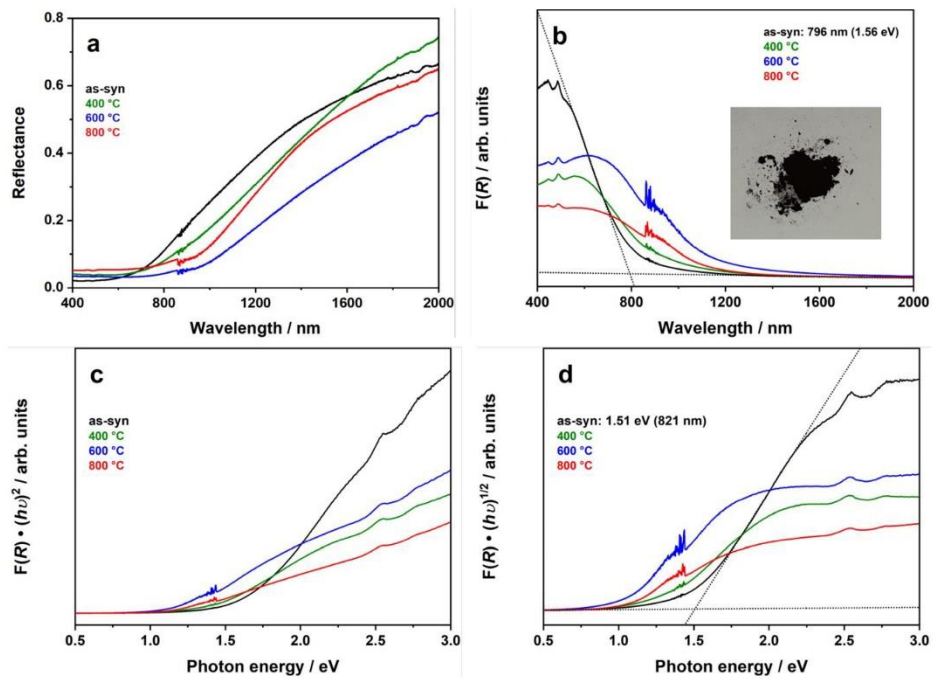 a
as-syn
400 °C
600 °C
800 °C
Reflectance
0.8
0.6
0.4
0.2
0.0
400 800 1200 1600 2000
Wavelength / nm
b
as-syn: 796 nm (1.56 eV)
400 °C
600 °C
800 °C
F(R) / arb. units
400 800 1200 1600 2000
Wavelength / nm
c
as-syn
400 °C
600 °C
800 °C
F(R) • (hυ)² / arb. units
0.5 1.0 1.5 2.0 2.5 3.0
Photon energy / eV
d
as-syn: 1.51 eV (821 nm)
400 °C
600 °C
800 °C
F(R) • (hυ)¹ᐟ² / arb. units
0.5 1.0 1.5 2.0 2.5 3.0
Photon energy / eV